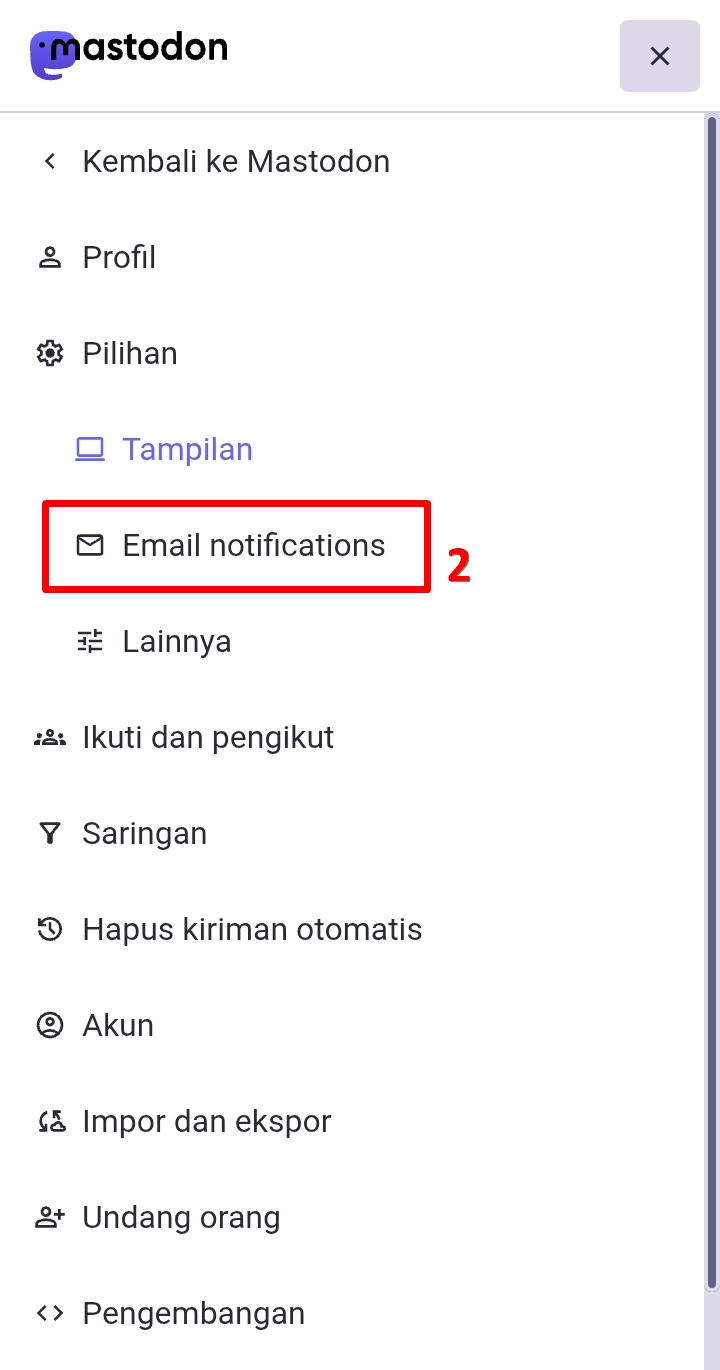 mastodon
Kembali ke Mastodon
Profil
Pilihan
Tampilan
Email notifications
2
Lainnya
Ikuti dan pengikut
Saringan
Hapus kiriman otomatis
Akun
Impor dan ekspor
Undang orang
Pengembangan